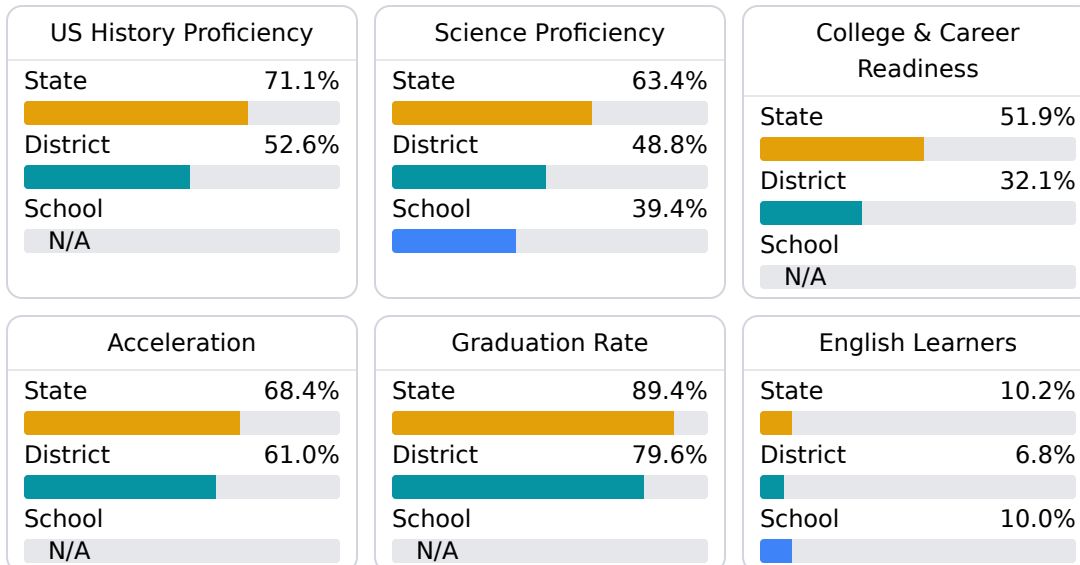 US History Proficiency
State 71.1%
District 52.6%
School
N/A
Science Proficiency
State 63.4%
District 48.8%
School 39.4%
College & Career
Readiness
State 51.9%
District 32.1%
School
N/A
Acceleration
State 68.4%
District 61.0%
School
N/A
Graduation Rate
State 89.4%
District 79.6%
School
N/A
English Learners
State 10.2%
District 6.8%
School 10.0%